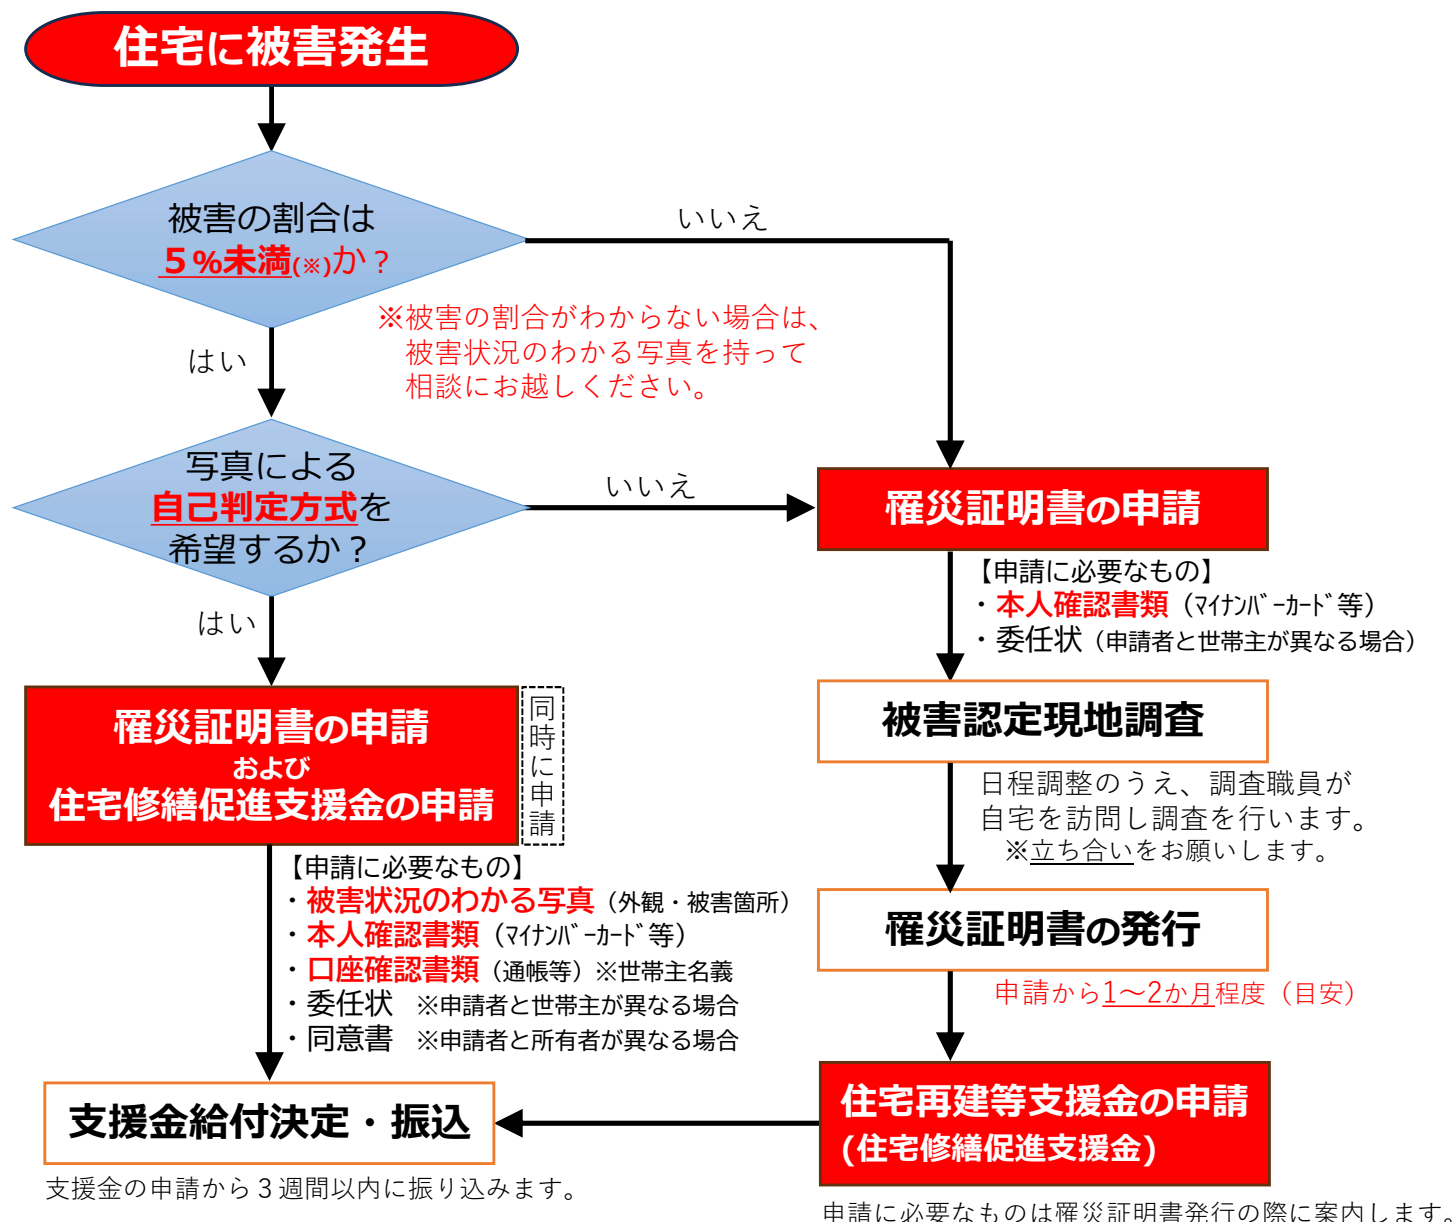 住宅に被害発生
被害の割合は
５%未満(※)か？
いいえ
※被害の割合がわからない場合は、
被害状況のわかる写真を持って
相談にお越しください。
はい
写真による
自己判定方式を
希望するか？
いいえ
はい
罹災証明書の申請
【申請に必要なもの】
・本人確認書類（ﾏｲﾅﾝﾊﾞｰｶｰﾄﾞ等）
・委任状（申請者と世帯主が異なる場合）
被害認定現地調査
日程調整のうえ、調査職員が
自宅を訪問し調査を行います。
※立ち合いをお願いします。
罹災証明書の発行
申請から1～2か月程度（目安）
住宅再建等支援金の申請
(住宅修繕促進支援金)
申請に必要なものは罹災証明書発行の際に案内します。
罹災証明書の申請
および
住宅修繕促進支援金の申請
同時に申請
【申請に必要なもの】
・被害状況のわかる写真（外観・被害箇所）
・本人確認書類（ﾏｲﾅﾝﾊﾞｰｶｰﾄﾞ等）
・口座確認書類（通帳等）※世帯主名義
・委任状　※申請者と世帯主が異なる場合
・同意書　※申請者と所有者が異なる場合
支援金給付決定・振込
支援金の申請から３週間以内に振り込みます。